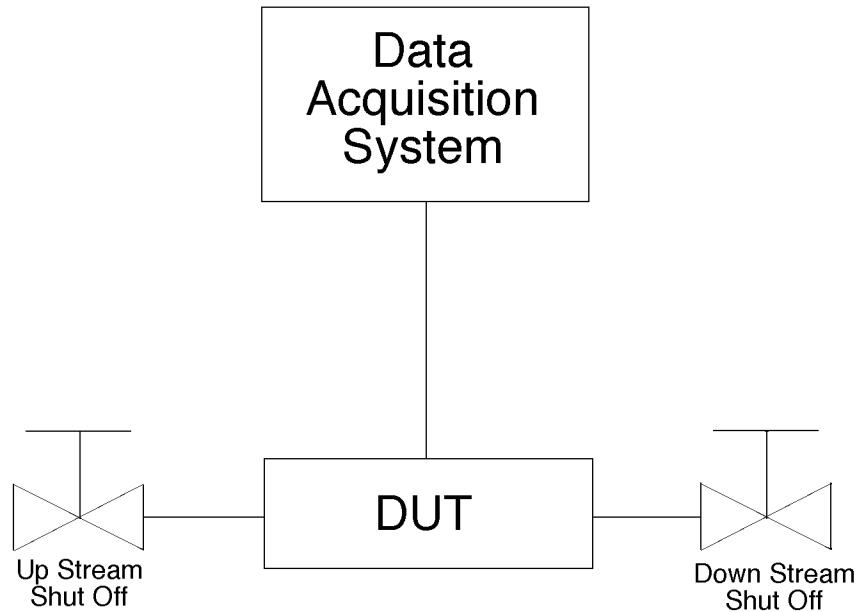 Data
Acquisition
System
DUT
Up Stream
Shut Off
Down Stream
Shut Off